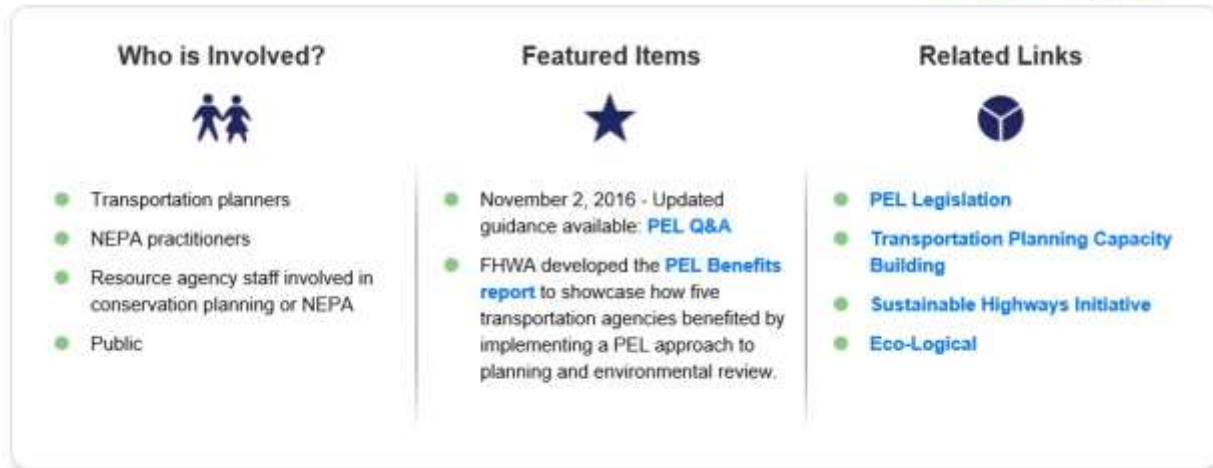 Who is Involved?
Transportation planners
NEPA practitioners
Resource agency staff involved in
conservation planning or NEPA
Public
Featured Items
November 2, 2016 - Updated
guidance available: PEL Q&A
FHWA developed the PEL Benefits
report to showcase how five
transportation agencies benefited by
implementing a PEL approach to
planning and environmental review.
Related Links
PEL Legislation
Transportation Planning Capacity
Building
Sustainable Highways Initiative
Eco-Logical